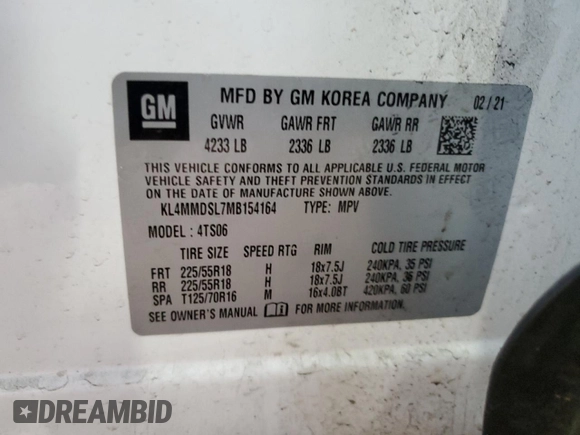 GM
MFD BY GM KOREA COMPANY 02/21
GVWR GAWR FRT GAWR RR
4233 LB 2336 LB 2336 LB
THIS VEHICLE CONFORMS TO ALL APPLICABLE U.S. FEDERAL MOTOR
VEHICLE SAFETY AND THEFT PREVENTION STANDARDS IN EFFECT
ON THE DATE OF MANUFACTURE SHOWN ABOVE.
KL4MMDSL7MB154164 TYPE: MPV
MODEL: 4TS06
TIRE SIZE SPEED RTG RIM COLD TIRE PRESSURE
FRT 225/55R18 H 18x7.5J 240KPA, 35 PSI
RR 225/55R18 H 18x7.5J 240KPA, 36 PSI
SPA T125/70R16 M 16x4.0BT 420KPA, 60 PSI
SEE OWNER'S MANUAL FOR MORE INFORMATION
DREAMBID